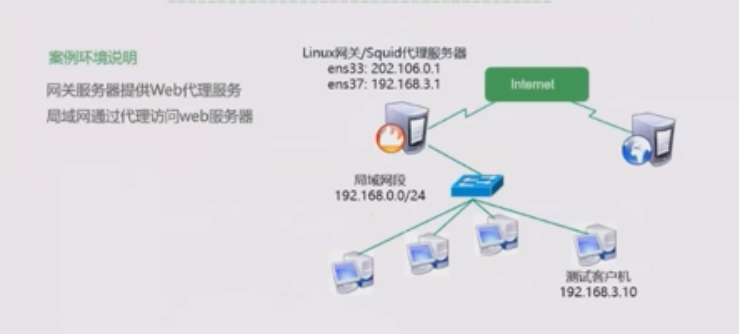 案例环境说明
网关服务器提供Web代理服务
局域网通过代理访问web服务器
Linux网关/Squid代理服务器
ens33: 202.106.0.1
ens37: 192.168.3.1
Internet
局域网段
192.168.0.0/24
测试客户机
192.168.3.10